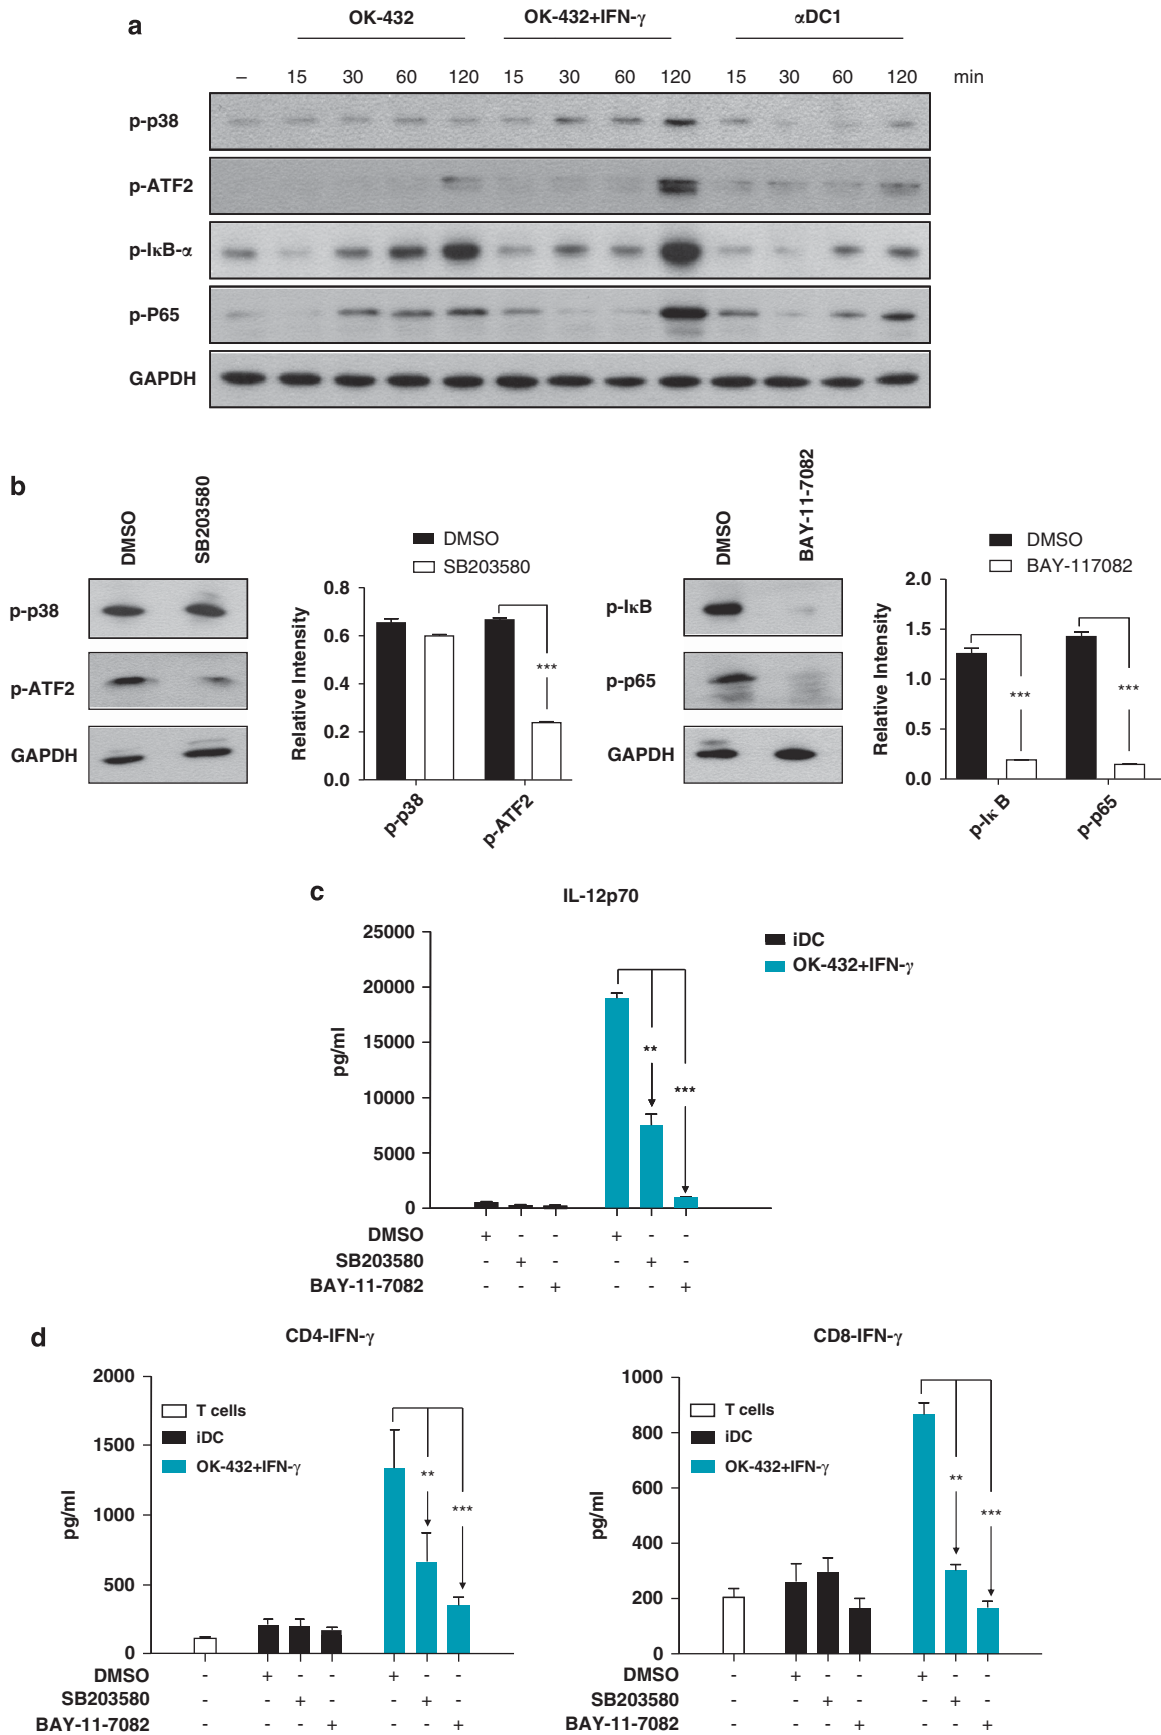 a
OK-432 OK-432+IFN-γ αDC1
– 15 30 60 120 15 30 60 120 15 30 60 120 min
p-p38
p-ATF2
p-IκB-α
p-P65
GAPDH
b
DMSO
SB203580
p-p38
p-ATF2
GAPDH
DMSO
SB203580
Relative Intensity
0.8
0.6
0.4
0.2
0.0
***
p-p38
p-ATF2
DMSO
BAY-11-7082
p-IκB
p-p65
GAPDH
DMSO
BAY-117082
Relative Intensity
2.0
1.5
1.0
0.5
0.0
***
***
p-Iκ B
p-p65
c
IL-12p70
iDC
OK-432+IFN-γ
pg/ml
25000
20000
15000
10000
5000
0
**
***
DMSO + - - + - -
SB203580 - + - - + -
BAY-11-7082 - - + - - +
d
CD4-IFN-γ
T cells
iDC
OK-432+IFN-γ
pg/ml
2000
1500
1000
500
0
**
***
DMSO - + - - + - -
SB203580 - - + - - + -
BAY-11-7082 - - - + - - +
CD8-IFN-γ
T cells
iDC
OK-432+IFN-γ
pg/ml
1000
800
600
400
200
0
**
***
DMSO - + - - + - -
SB203580 - - + - - + -
BAY-11-7082 - - - + - - +